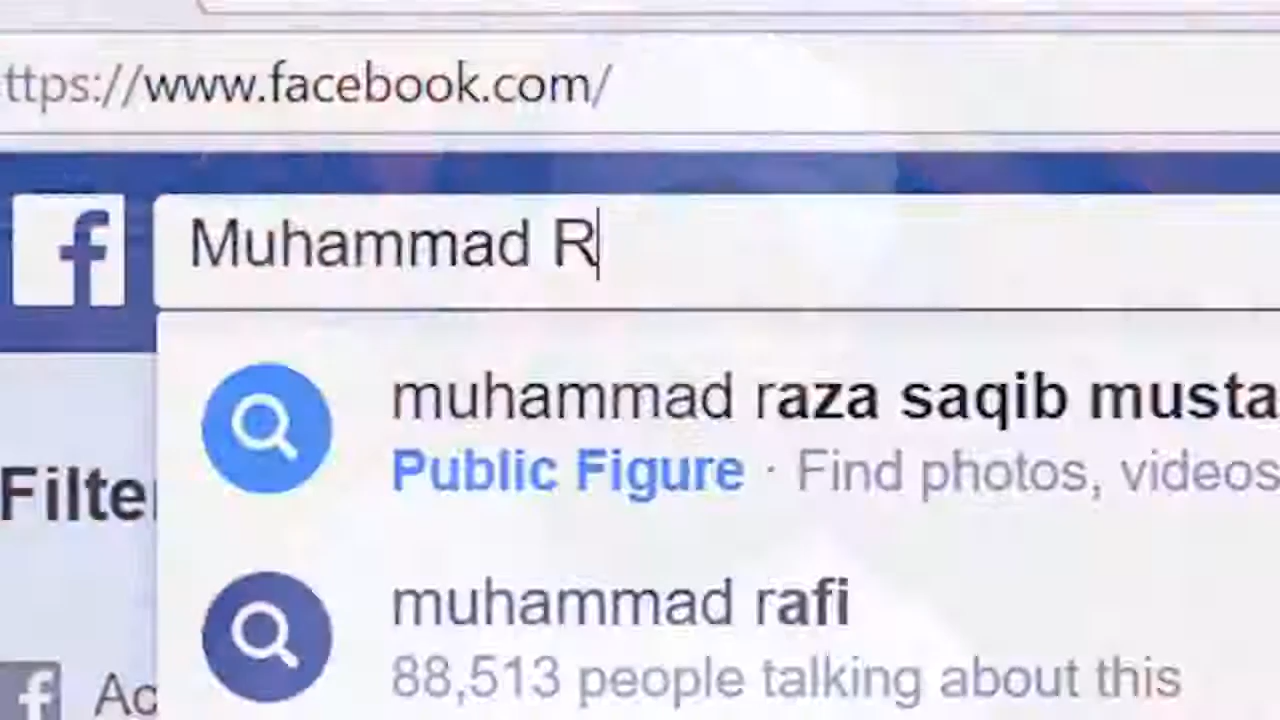 ttps://www.facebook.com/
f
Muhammad R
muhammad raza saqib musta
Public Figure · Find photos, videos
Filte
muhammad rafi
88,513 people talking about this
f Ac